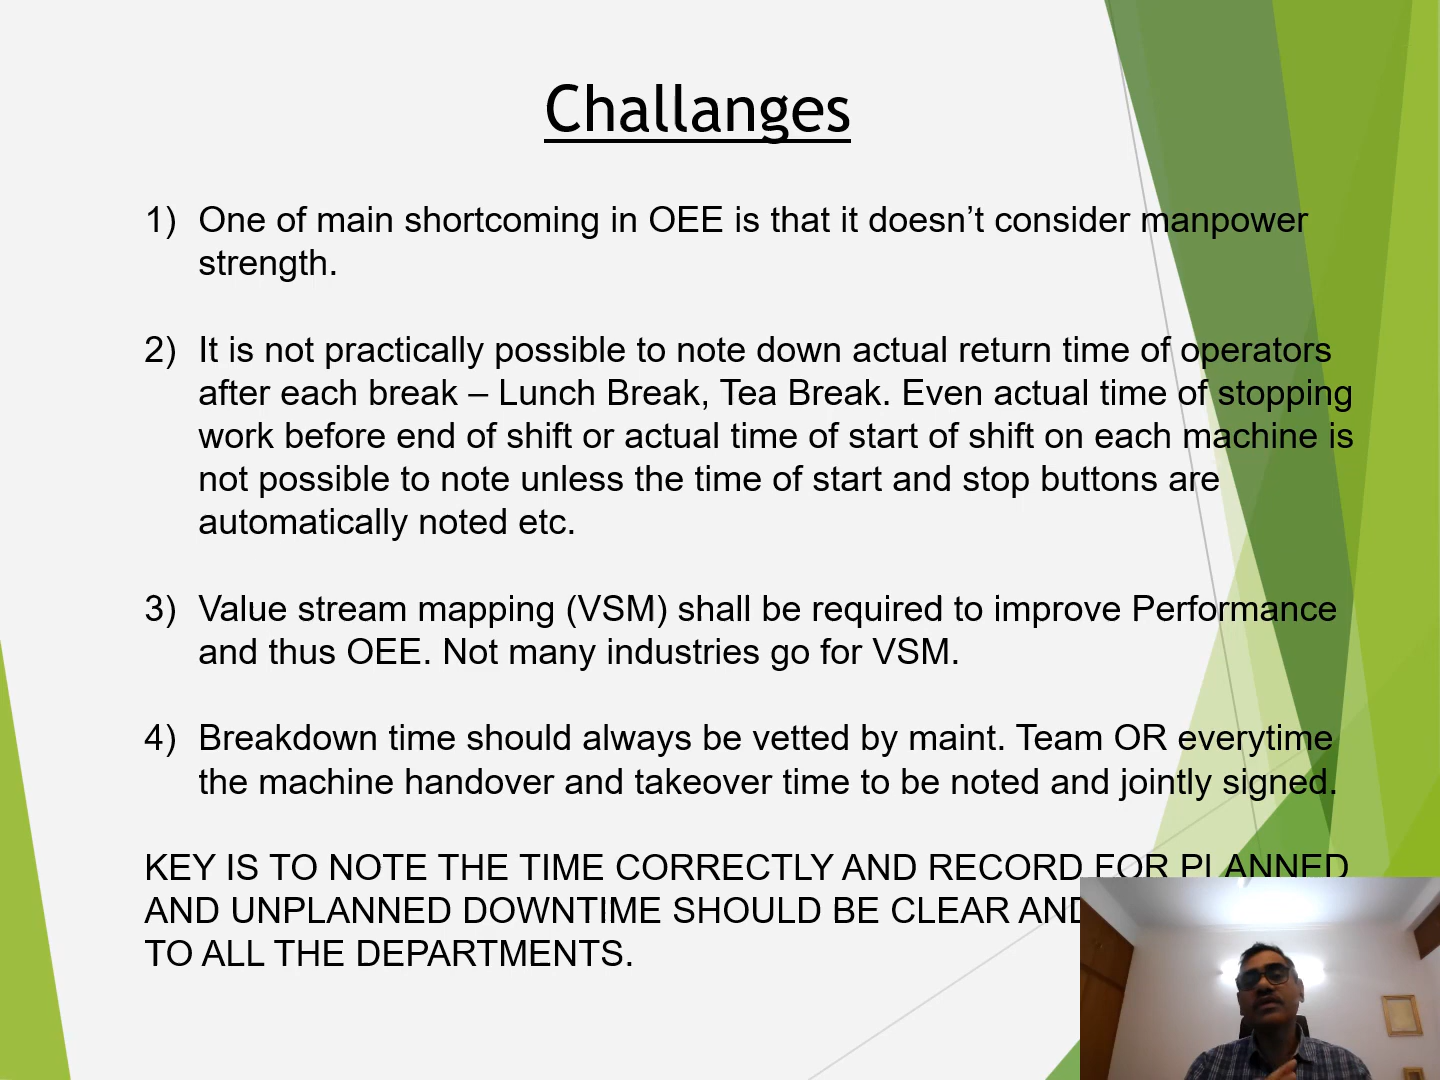 Challanges
1) One of main shortcoming in OEE is that it doesn’t consider manpower
strength.
2) It is not practically possible to note down actual return time of operators
after each break – Lunch Break, Tea Break. Even actual time of stopping
work before end of shift or actual time of start of shift on each machine is
not possible to note unless the time of start and stop buttons are
automatically noted etc.
3) Value stream mapping (VSM) shall be required to improve Performance
and thus OEE. Not many industries go for VSM.
4) Breakdown time should always be vetted by maint. Team OR everytime
the machine handover and takeover time to be noted and jointly signed.
KEY IS TO NOTE THE TIME CORRECTLY AND RECORD FOR PLANNED
AND UNPLANNED DOWNTIME SHOULD BE CLEAR AND
TO ALL THE DEPARTMENTS.